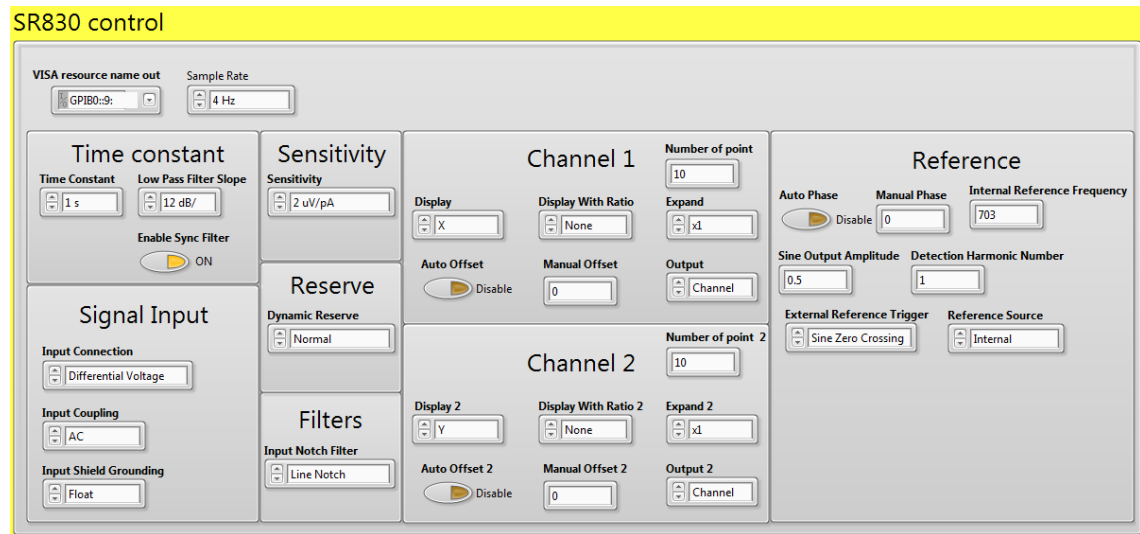 SR830 control
VISA resource name out
Sample Rate
GPIB0::9:
4 Hz
Time constant
Time Constant
Low Pass Filter Slope
1 s
12 dB/
Enable Sync Filter
ON
Signal Input
Input Connection
Differential Voltage
Input Coupling
AC
Input Shield Grounding
Float
Sensitivity
Sensitivity
2 uV/pA
Reserve
Dynamic Reserve
Normal
Filters
Input Notch Filter
Line Notch
Channel 1
Number of point
10
Display
Display With Ratio
Expand
X
None
x1
Auto Offset
Manual Offset
Output
Disable
0
Channel
Channel 2
Number of point 2
10
Display 2
Display With Ratio 2
Expand 2
Y
None
x1
Auto Offset 2
Manual Offset 2
Output 2
Disable
0
Channel
Reference
Auto Phase
Manual Phase
Internal Reference Frequency
Disable
0
703
Sine Output Amplitude
Detection Harmonic Number
0.5
1
External Reference Trigger
Reference Source
Sine Zero Crossing
Internal